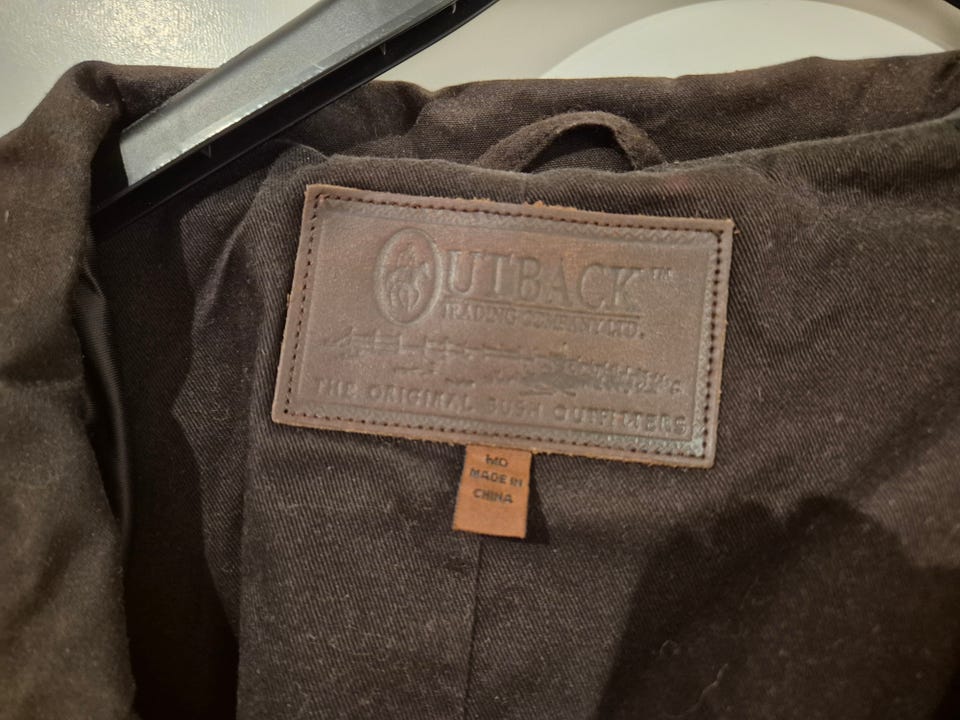 OUTBACK™
TRADING COMPANY LTD.
THE ORIGINAL BUSH OUTFITTERS
MD
MADE IN
CHINA